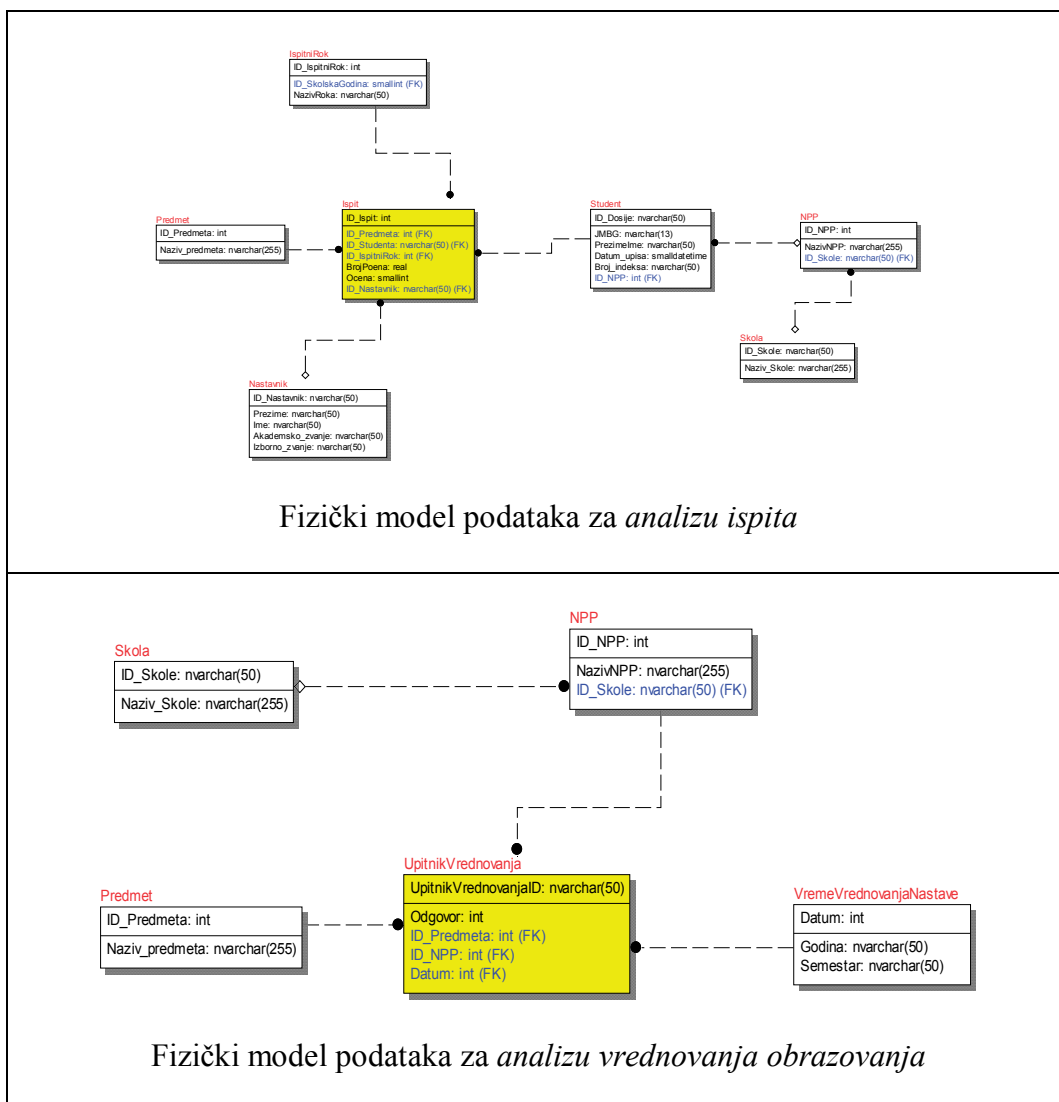 IspitniRok
ID_IspitniRok: int
ID_SkolskaGodina: smallint (FK)
NazivRoka: nvarchar(50)
Predmet
ID_Predmeta: int
Naziv_predmeta: nvarchar(255)
Ispit
ID_Ispit: int
ID_Predmeta: int (FK)
ID_Studenta: nvarchar(50) (FK)
ID_IspitniRok: int (FK)
BrojPoena: real
Ocena: smallint
ID_Nastavnik: nvarchar(50) (FK)
Student
ID_Dosije: nvarchar(50)
JMBG: nvarchar(13)
PrezimeIme: nvarchar(50)
Datum_upisa: smalldatetime
Broj_indeksa: nvarchar(50)
ID_NPP: int (FK)
NPP
ID_NPP: int
NazivNPP: nvarchar(255)
ID_Skole: nvarchar(50) (FK)
Skola
ID_Skole: nvarchar(50)
Naziv_Skole: nvarchar(255)
Nastavnik
ID_Nastavnik: nvarchar(50)
Prezime: nvarchar(50)
Ime: nvarchar(50)
Akademsko_zvanje: nvarchar(50)
Izborno_zvanje: nvarchar(50)
Fizički model podataka za analizu ispita
NPP
ID_NPP: int
NazivNPP: nvarchar(255)
ID_Skole: nvarchar(50) (FK)
Skola
ID_Skole: nvarchar(50)
Naziv_Skole: nvarchar(255)
UpitnikVrednovanja
UpitnikVrednovanjaID: nvarchar(50)
Odgovor: int
ID_Predmeta: int (FK)
ID_NPP: int (FK)
Datum: int (FK)
Predmet
ID_Predmeta: int
Naziv_predmeta: nvarchar(255)
VremeVrednovanjaNastave
Datum: int
Godina: nvarchar(50)
Semestar: nvarchar(50)
Fizički model podataka za analizu vrednovanja obrazovanja